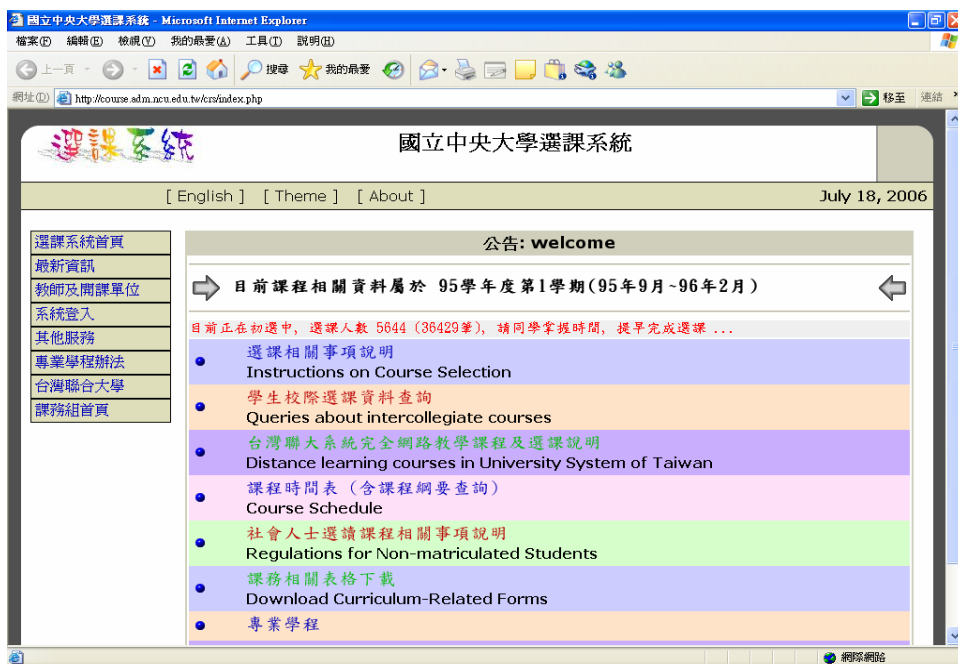 國立中央大學選課系統 - Microsoft Internet Explorer
檔案(F) 編輯(E) 檢視(V) 我的最愛(A) 工具(T) 說明(H)
上一頁 搜尋 我的最愛
網址(D) http://course.adm.ncu.edu.tw/crs/index.php 移至 連結 »
選課系統 國立中央大學選課系統
[ English ] [ Theme ] [ About ] July 18, 2006
選課系統首頁
最新資訊
教師及開課單位
系統登入
其他服務
專業學程辦法
台灣聯合大學
課務組首頁
公告: welcome
目前課程相關資料屬於 95學年度第1學期(95年9月~96年2月)
目前正在初選中, 選課人數 5644 (36429筆), 請同學掌握時間, 提早完成選課 ...
選課相關事項說明
Instructions on Course Selection
學生校際選課資料查詢
Queries about intercollegiate courses
台灣聯大系統完全網路教學課程及選課說明
Distance learning courses in University System of Taiwan
課程時間表 (含課程綱要查詢)
Course Schedule
社會人士選讀課程相關事項說明
Regulations for Non-matriculated Students
課務相關表格下載
Download Curriculum-Related Forms
專業學程
網際網路